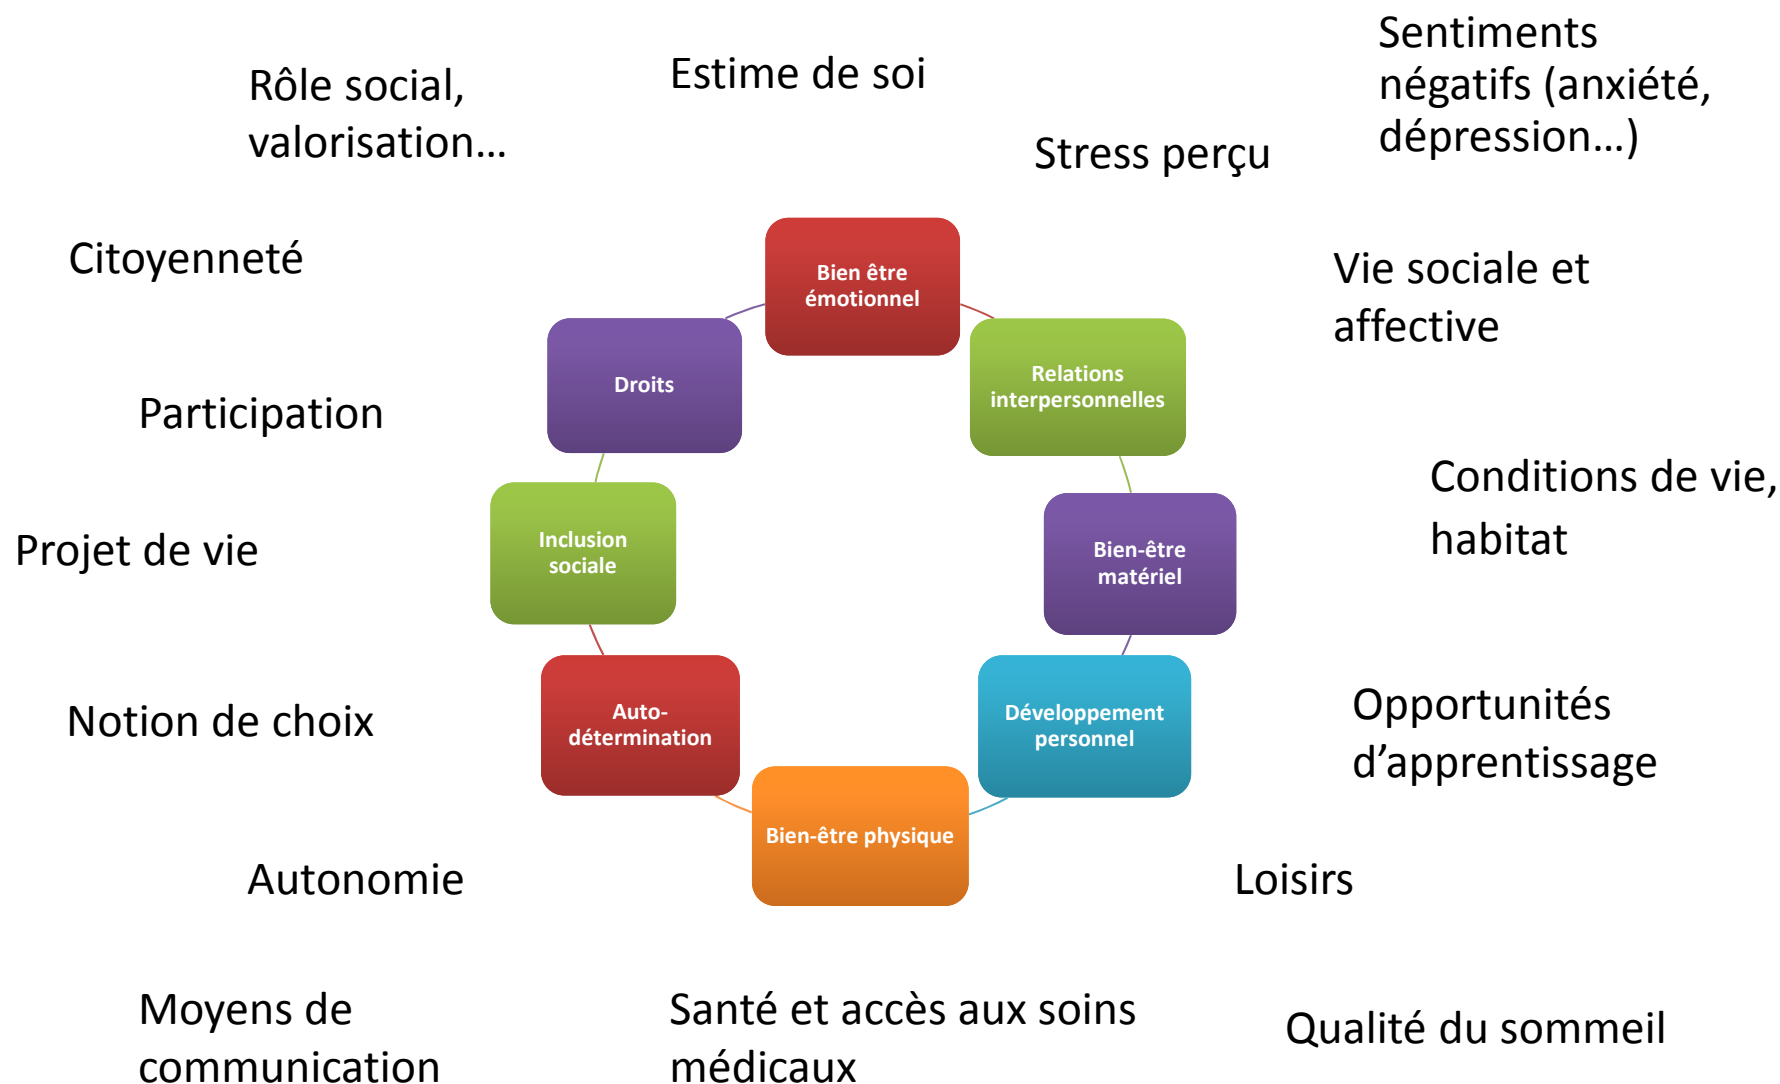 Rôle social,
valorisation…
Estime de soi
Sentiments
négatifs (anxiété,
dépression…)
Stress perçu
Citoyenneté
Bien être
émotionnel
Vie sociale et
affective
Droits
Relations
interpersonnelles
Participation
Conditions de vie,
habitat
Projet de vie
Inclusion
sociale
Bien-être
matériel
Notion de choix
Auto-
détermination
Développement
personnel
Opportunités
d’apprentissage
Bien-être physique
Autonomie
Loisirs
Moyens de
communication
Santé et accès aux soins
médicaux
Qualité du sommeil